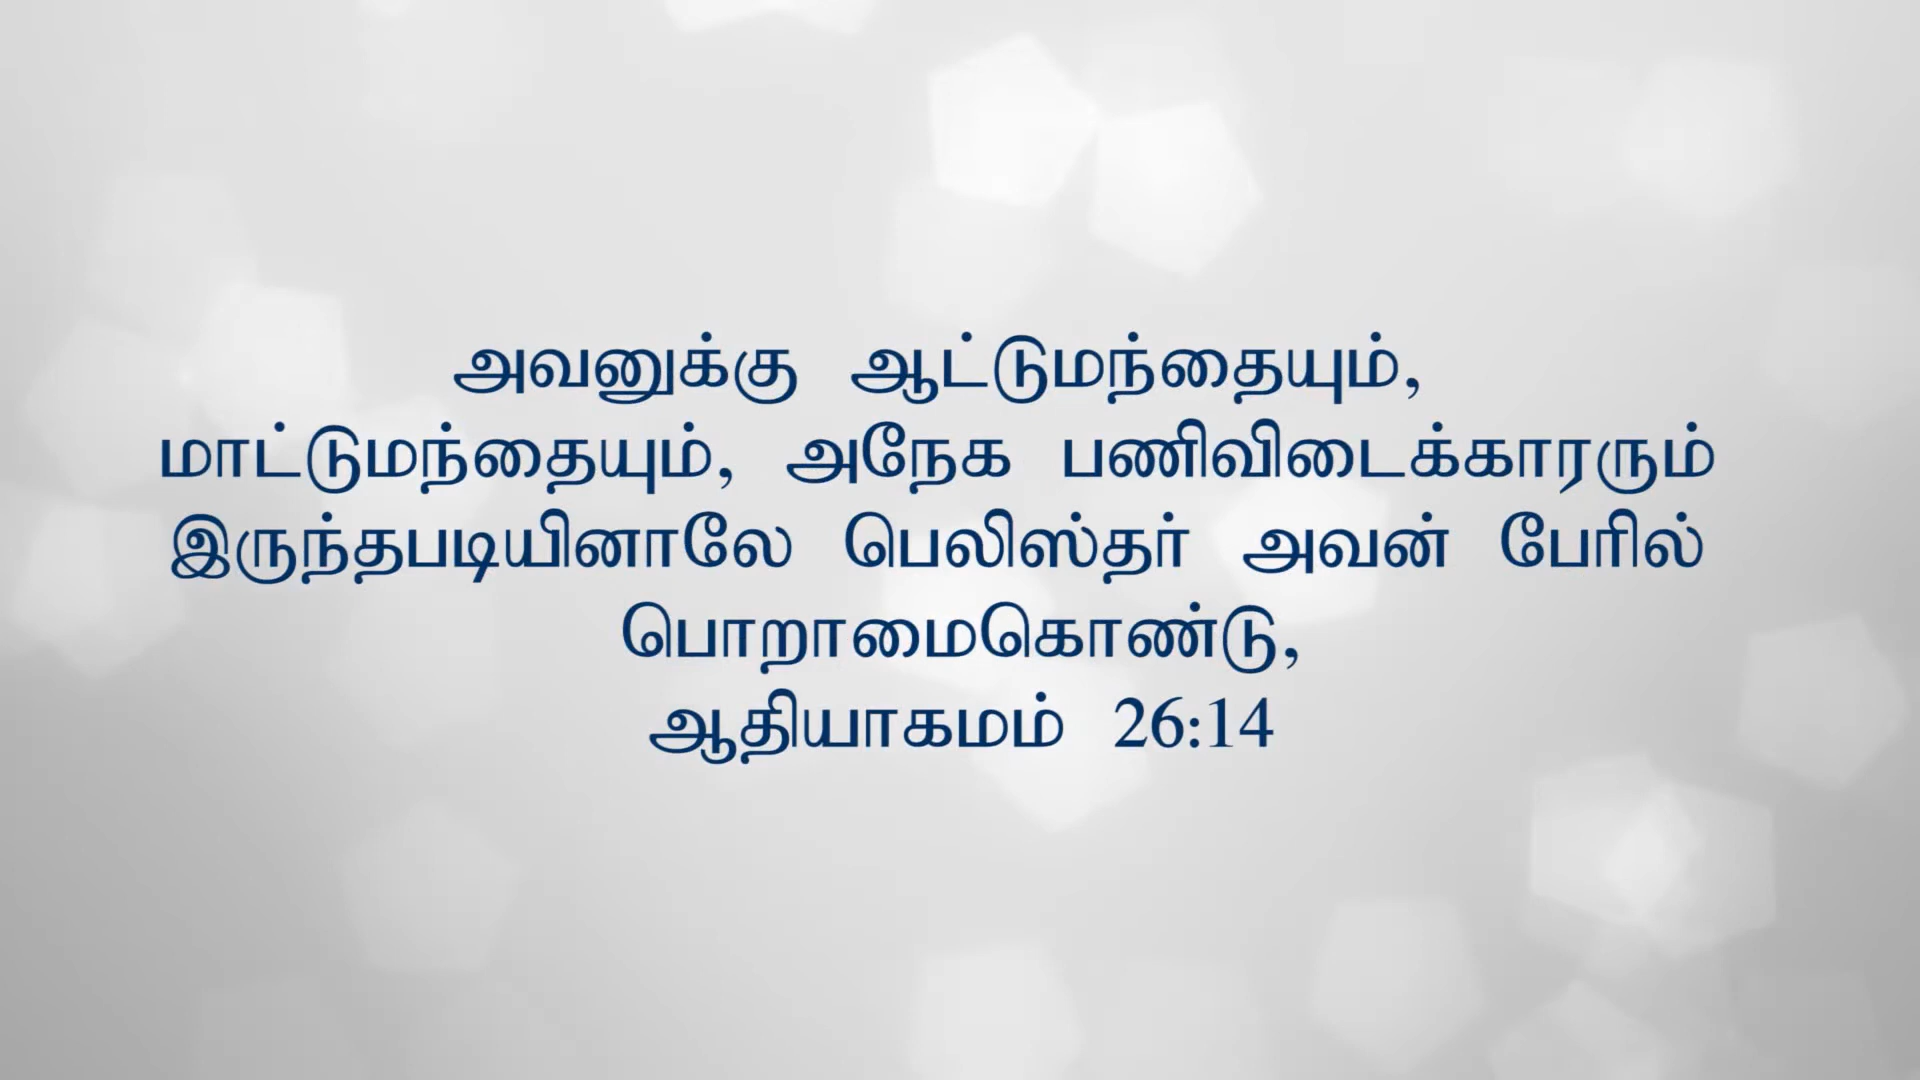 அவனுக்கு ஆட்டுமந்தையும்,
மாட்டுமந்தையும், அநேக பணிவிடைக்காரரும்
இருந்தபடியினாலே பெலிஸ்தர் அவன் பேரில்
பொறாமைகொண்டு,
ஆதியாகமம் 26:14